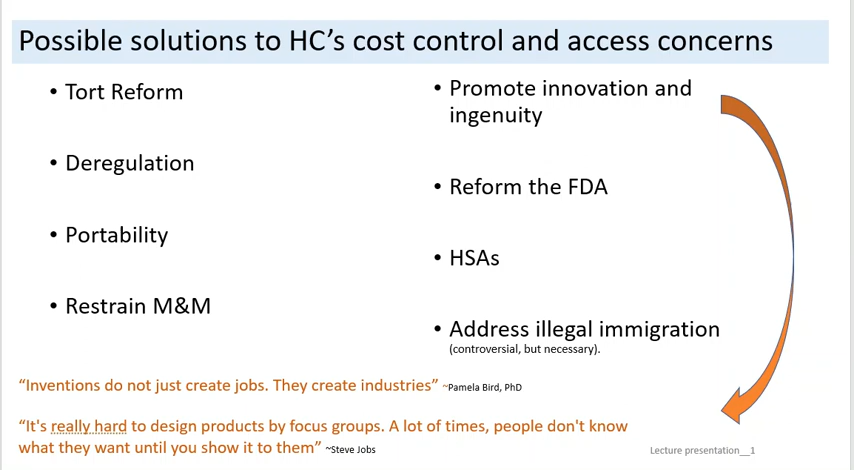 Possible solutions to HC’s cost control and access concerns
• Tort Reform
• Deregulation
• Portability
• Restrain M&M
• Promote innovation and
ingenuity
• Reform the FDA
• HSAs
• Address illegal immigration
(controversial, but necessary).
“Inventions do not just create jobs. They create industries” ~Pamela Bird, PhD
“It's really hard to design products by focus groups. A lot of times, people don't know
what they want until you show it to them” ~Steve Jobs
Lecture presentation__1